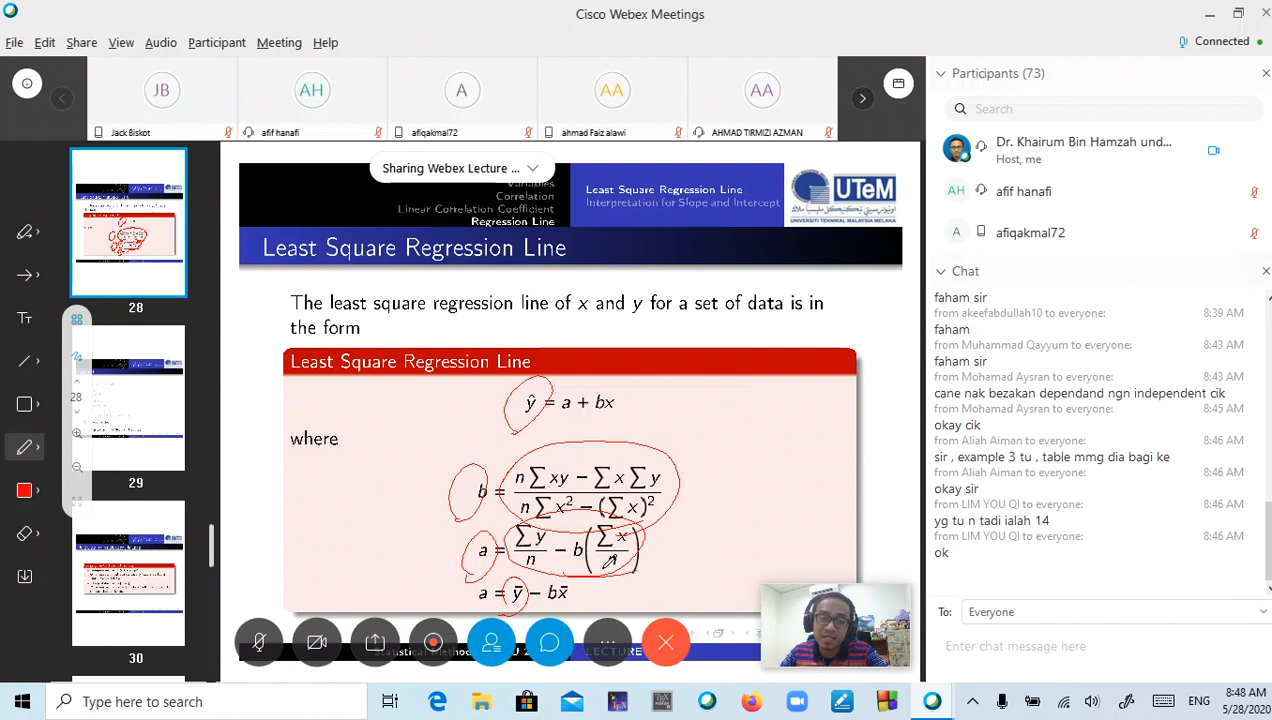 Cisco Webex Meetings
File Edit Share View Audio Participant Meeting Help
Connected
JB AH A AA AA
Jack Biskot afif hanafi afiqakmal72 ahmad Faiz alawi AHMAD TIRMIZI AZMAN
Sharing Webex Lecture ...
Variables
Correlation
Linear Correlation Coefficient
Regression Line
Least Square Regression Line
Interpretation for Slope and Intercept
UTeM
UNIVERSITI TEKNIKAL MALAYSIA MELAKA
Least Square Regression Line
The least square regression line of x and y for a set of data is in
the form
Least Square Regression Line
ŷ = a + bx
where
b = (n∑xy − ∑x∑y) / (n∑x² − (∑x)²)
a = ∑y/n − b(∑x/n)
a = ȳ − bx̄
LECTURE
28
28
29
30
Participants (73)
Search
Dr. Khairum Bin Hamzah und...
Host, me
AH afif hanafi
A afiqakmal72
Chat
faham sir
from akeefabdullah10 to everyone: 8:39 AM
faham
from Muhammad Qayyum to everyone: 8:43 AM
faham sir
from Mohamad Aysran to everyone: 8:43 AM
cane nak bezakan dependand ngn independent cik
from Mohamad Aysran to everyone: 8:45 AM
okay cik
from Aliah Aiman to everyone: 8:46 AM
sir , example 3 tu , table mmg dia bagi ke
from Aliah Aiman to everyone: 8:46 AM
okay sir
from LIM YOU QI to everyone: 8:46 AM
yg tu n tadi ialah 14
from LIM YOU QI to everyone: 8:46 AM
ok
To: Everyone
Enter chat message here
Type here to search
ENG
8:48 AM
5/28/2020